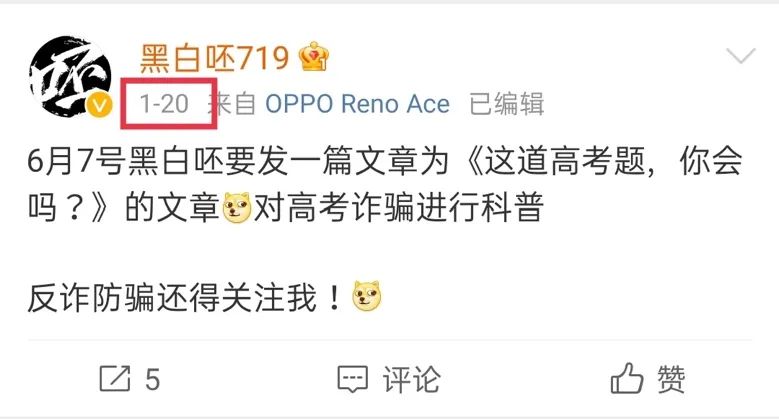 黑白呸719
1-20 来自 OPPO Reno Ace 已编辑
6月7号黑白呸要发一篇文章为《这道高考题，你会
吗？》的文章对高考诈骗进行科普
反诈防骗还得关注我！
5 评论 赞
呸
V